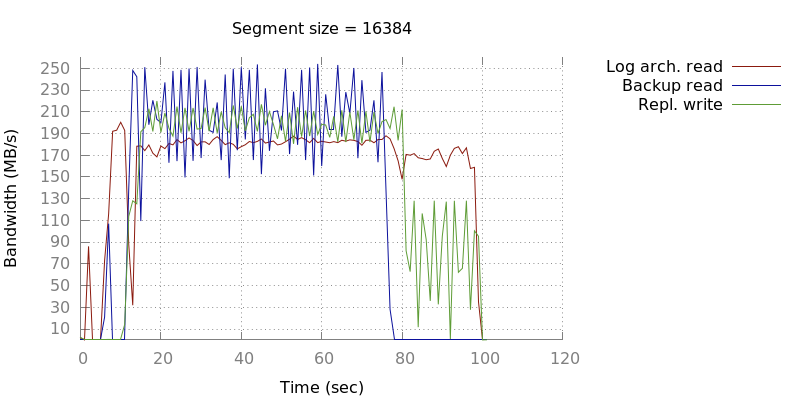 Segment size = 16384
Log arch. read
Backup read
Repl. write
Bandwidth (MB/s)
250
230
210
190
170
150
130
110
90
70
50
30
10
0 20 40 60 80 100 120
Time (sec)